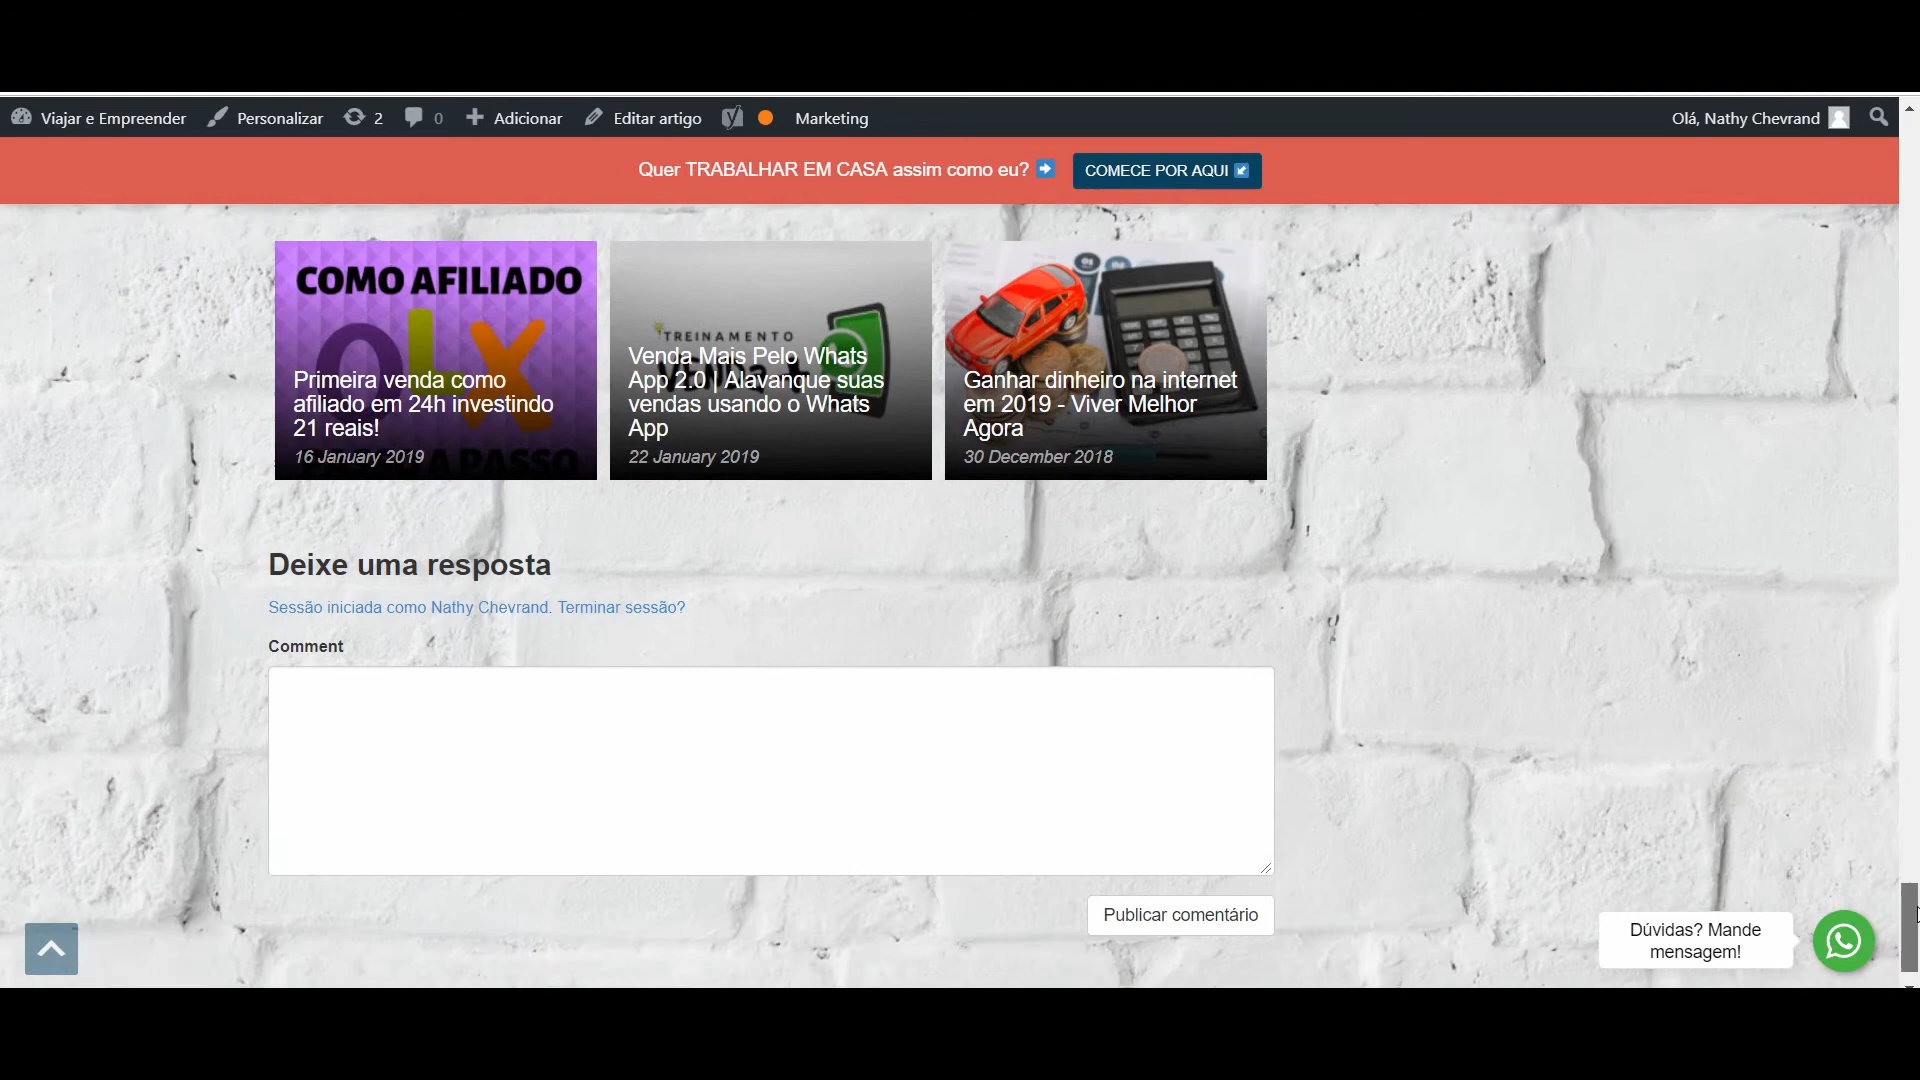 Viajar e Empreender Personalizar 2 0 Adicionar Editar artigo Marketing Olá, Nathy Chevrand
Quer TRABALHAR EM CASA assim como eu? ➡ COMECE POR AQUI ↙
COMO AFILIADO
OLX
Primeira venda como
afiliado em 24h investindo
21 reais!
16 January 2019
A PASSO
TREINAMENTO
Venda Mais Pelo Whats
App 2.0 | Alavanque suas
vendas usando o Whats
App
22 January 2019
Ganhar dinheiro na internet
em 2019 - Viver Melhor
Agora
30 December 2018
Deixe uma resposta
Sessão iniciada como Nathy Chevrand. Terminar sessão?
Comment
Publicar comentário
Dúvidas? Mande
mensagem!